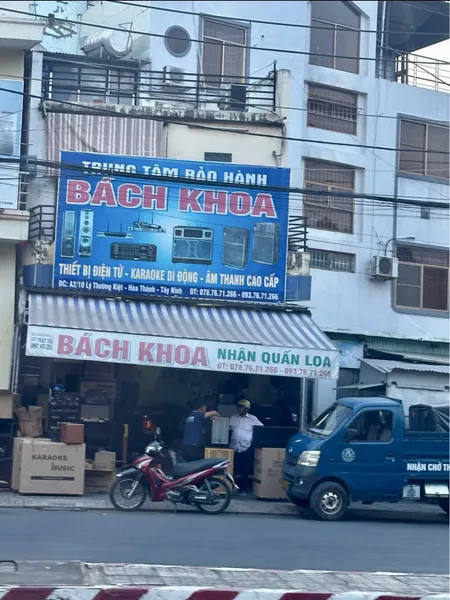 TRUNG TÂM BẢO HÀNH
BÁCH KHOA
THIẾT BỊ ĐIỆN TỬ - KARAOKE DI ĐỘNG - ÂM THANH CAO CẤP
ĐC: A2/10 Lý Thường Kiệt - Hòa Thành - Tây Ninh ĐT: 078.76.71.266 - 093.76.71.266
BÁCH KHOA NHẬN QUẤN LOA
ĐT: 078.76.71.266 - 093.76.71.266
KARAOKE
MUSIC
NHẬN CHỞ